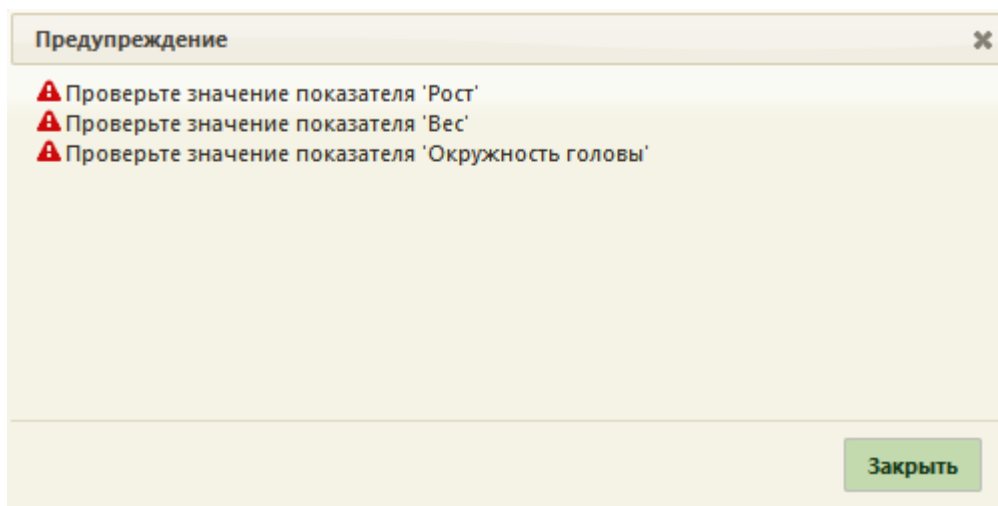 Предупреждение
Проверьте значение показателя 'Рост'
Проверьте значение показателя 'Вес'
Проверьте значение показателя 'Окружность головы'
Закрыть